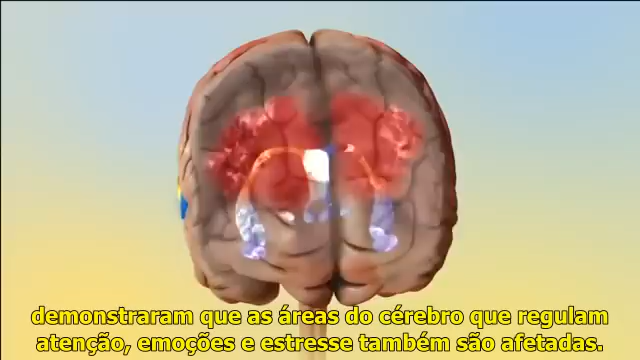 demonstraram que as áreas do cérebro que regulam
atenção, emoções e estresse também são afetadas.